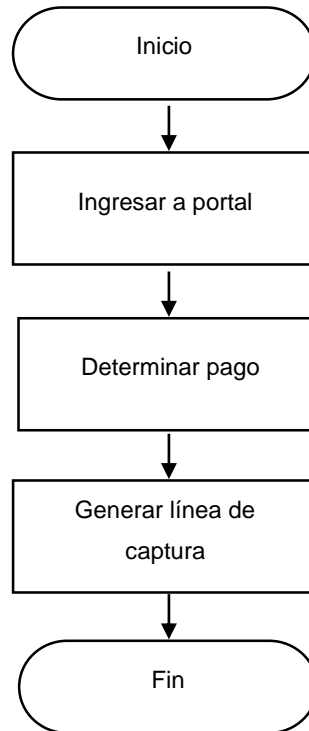 Inicio
Ingresar a portal
Determinar pago
Generar línea de
captura
Fin